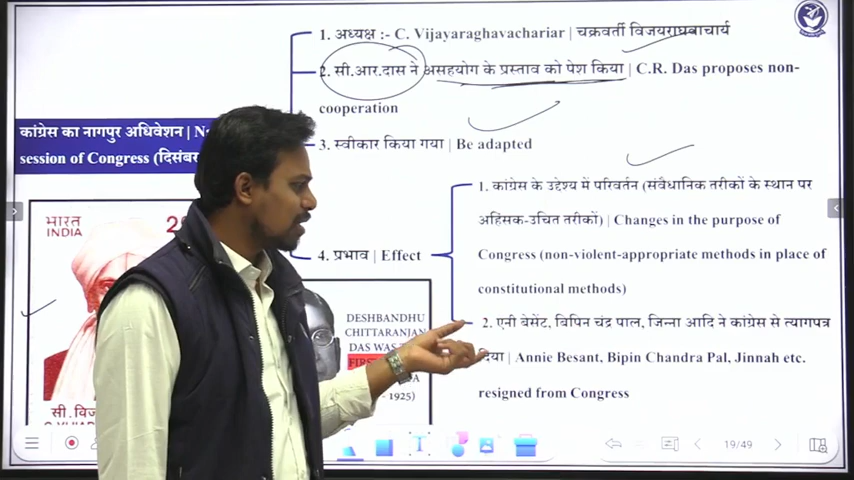 1. अध्यक्ष :- C. Vijayaraghavachariar | चक्रवर्ती विजयराघवाचार्य
2. सी.आर.दास ने असहयोग के प्रस्ताव को पेश किया | C.R. Das proposes non-
cooperation
कांग्रेस का नागपुर अधिवेशन |
session of Congress (दिसंबर
3. स्वीकार किया गया | Be adapted
4. प्रभाव | Effect
1. कांग्रेस के उद्देश्य में परिवर्तन (संवैधानिक तरीकों के स्थान पर
अहिंसक-उचित तरीकों) | Changes in the purpose of
Congress (non-violent-appropriate methods in place of
constitutional methods)
2. एनी बेसेंट, बिपिन चंद्र पाल, जिन्ना आदि ने कांग्रेस से त्यागपत्र
दिया | Annie Besant, Bipin Chandra Pal, Jinnah etc.
resigned from Congress
भारत
INDIA
सी. विज
DESHBANDHU
CHITTARANJAN
DAS WAS
- 1925)
19/49